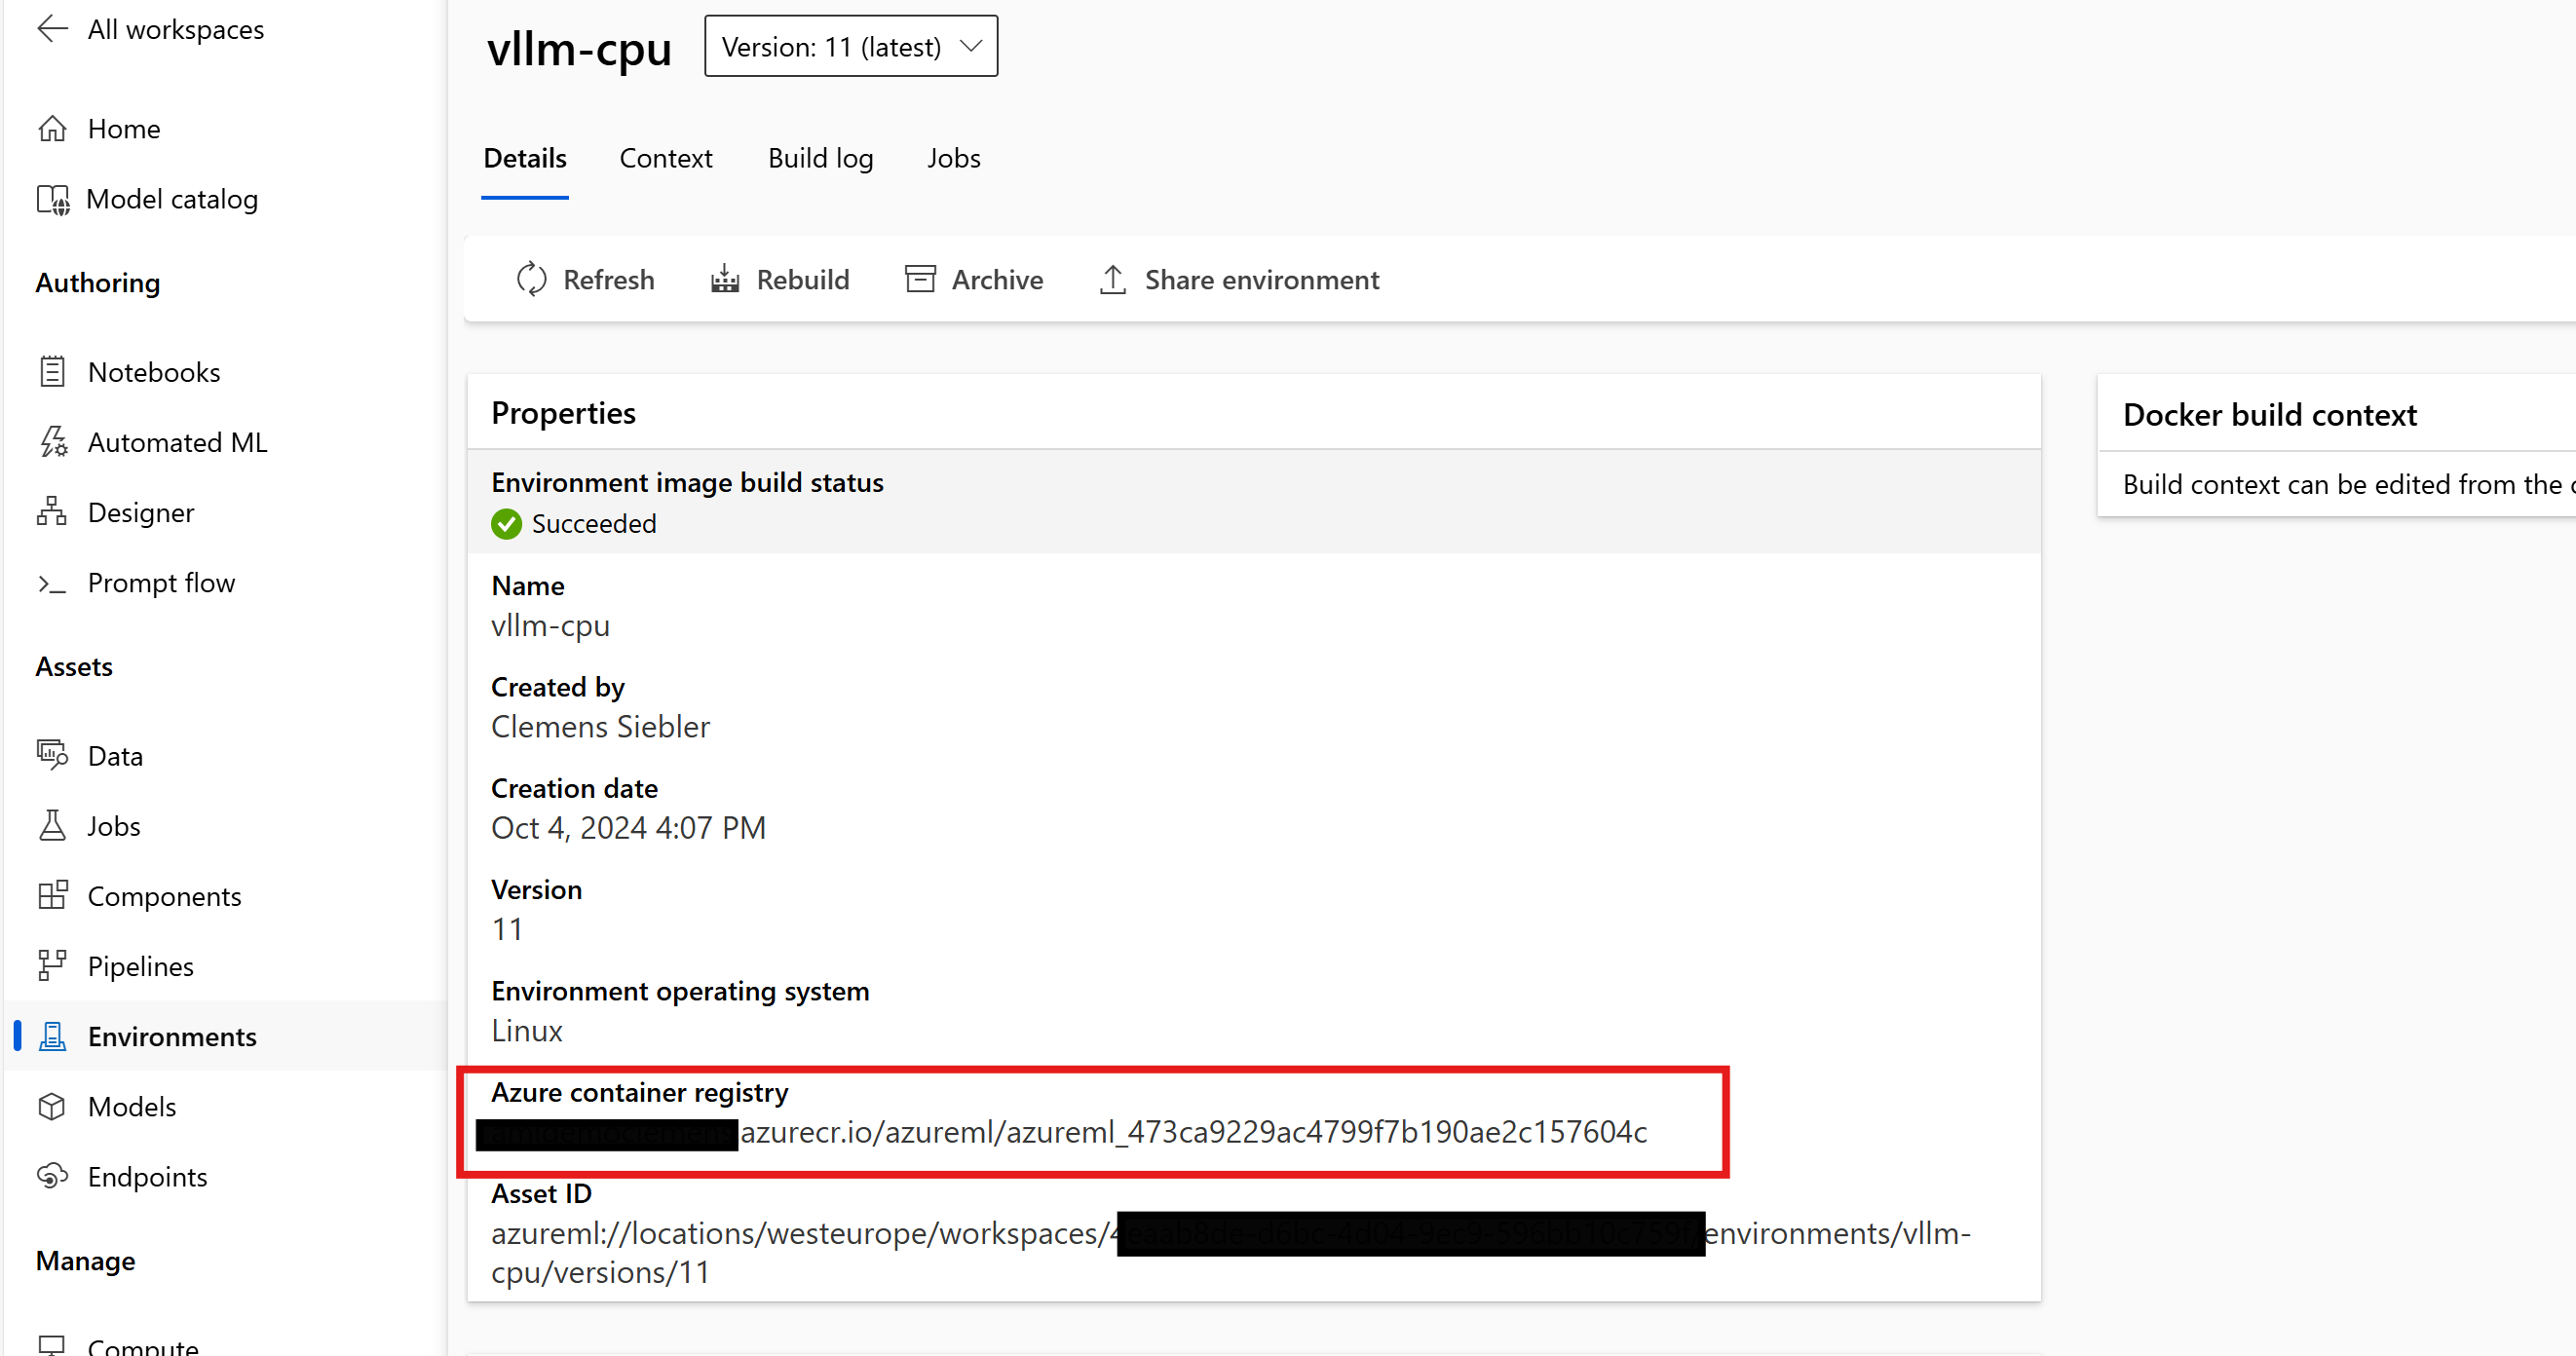 All workspaces
Home
Model catalog
Authoring
Notebooks
Automated ML
Designer
Prompt flow
Assets
Data
Jobs
Components
Pipelines
Environments
Models
Endpoints
Manage
Compute
vllm-cpu
Version: 11 (latest)
Details Context Build log Jobs
Refresh Rebuild Archive Share environment
Properties
Environment image build status
Succeeded
Name
vllm-cpu
Created by
Clemens Siebler
Creation date
Oct 4, 2024 4:07 PM
Version
11
Environment operating system
Linux
Azure container registry
azurecr.io/azureml/azureml_473ca9229ac4799f7b190ae2c157604c
Asset ID
azureml://locations/westeurope/workspaces/ environments/vllm-
cpu/versions/11
Docker build context
Build context can be edited from the